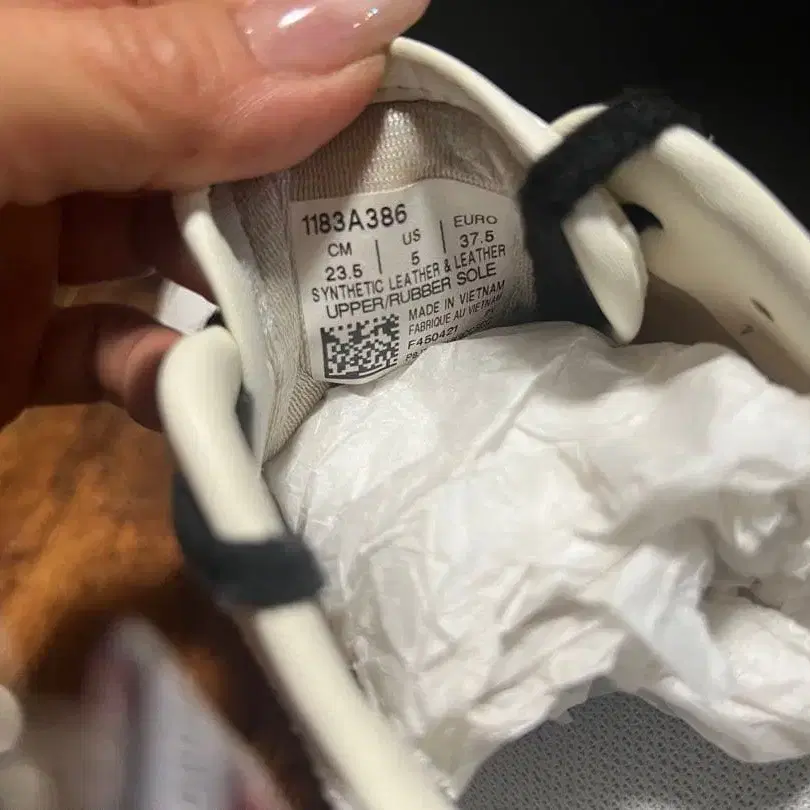 1183A386
CM | US | EURO
23.5 | 5 | 37.5
SYNTHETIC LEATHER & LEATHER
UPPER/RUBBER SOLE
MADE IN VIETNAM
FABRIQUE AU VIETNAM
F450421